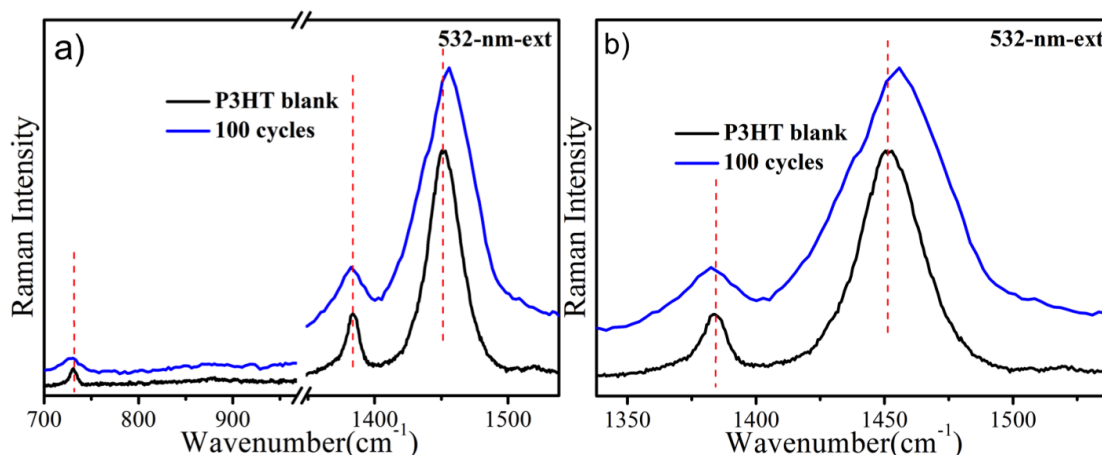 a)
532-nm-ext
P3HT blank
100 cycles
Raman Intensity
700
800
900
1400
1500
Wavenumber(cm⁻¹)
b)
532-nm-ext
P3HT blank
100 cycles
Raman Intensity
1350
1400
1450
1500
Wavenumber(cm⁻¹)